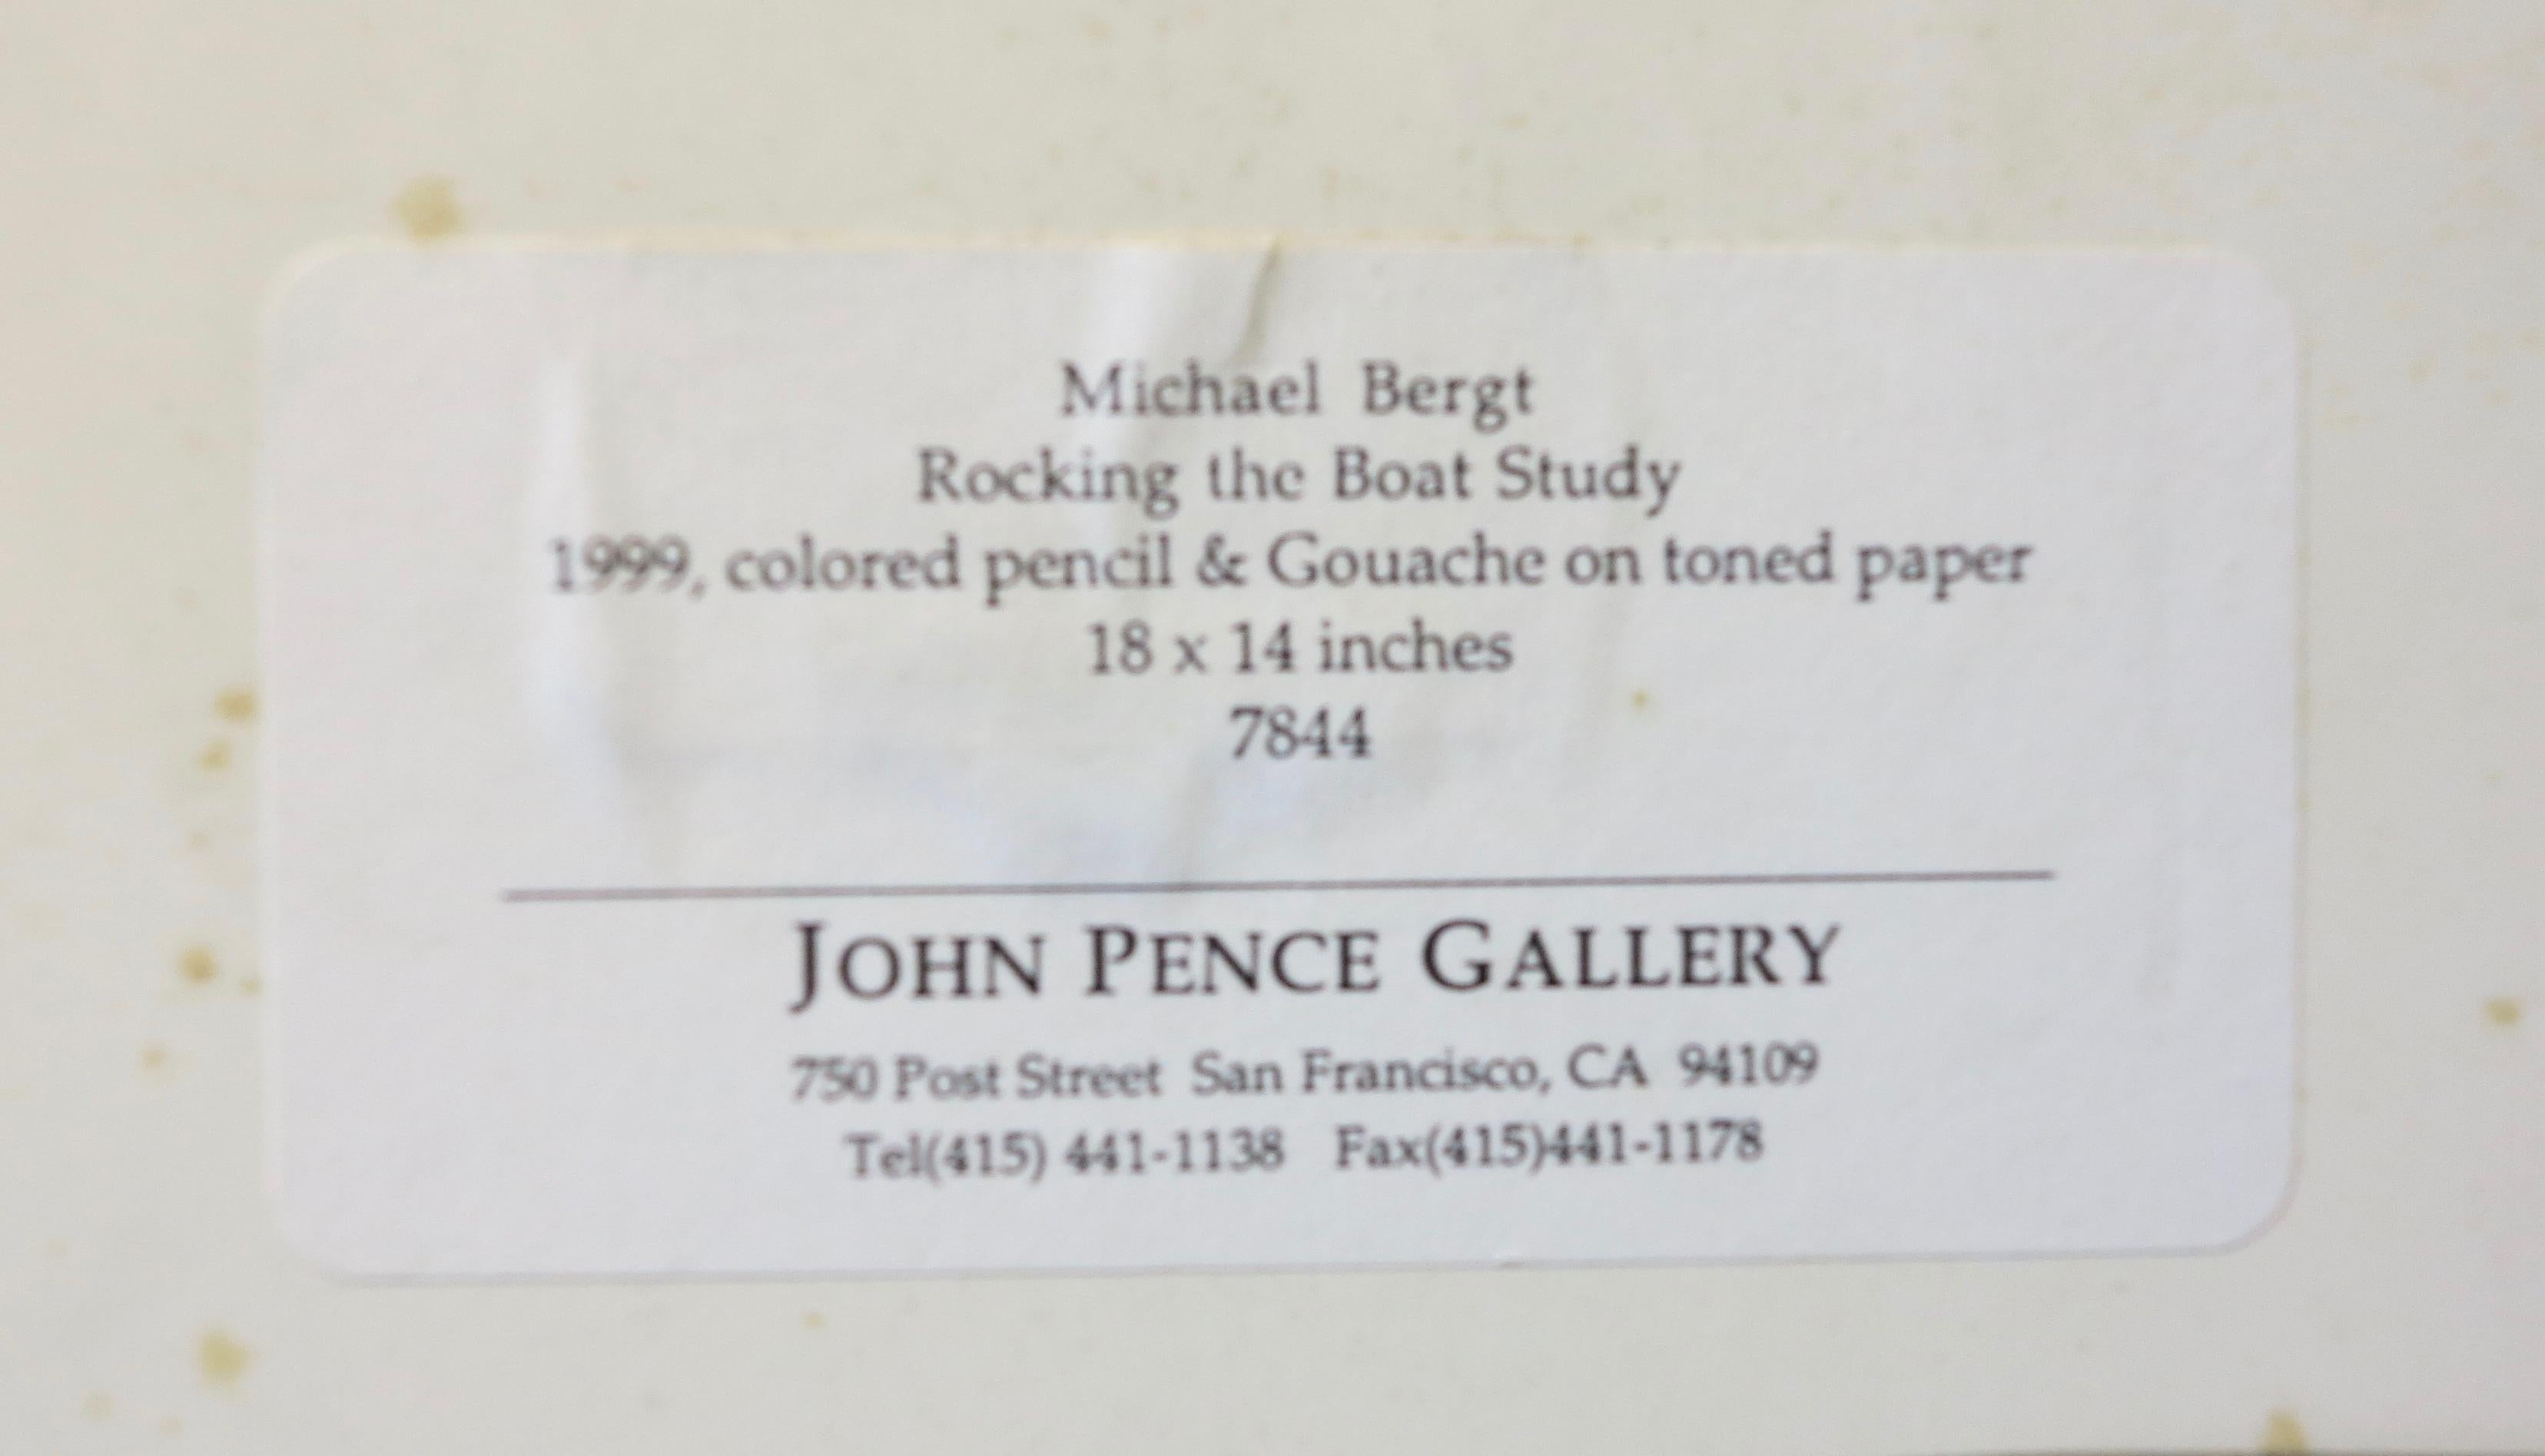 Michael Bergt
Rocking the Boat Study
1999, colored pencil & Gouache on toned paper
18 x 14 inches
7844
JOHN PENCE GALLERY
750 Post Street San Francisco, CA 94109
Tel(415) 441-1138 Fax(415)441-1178